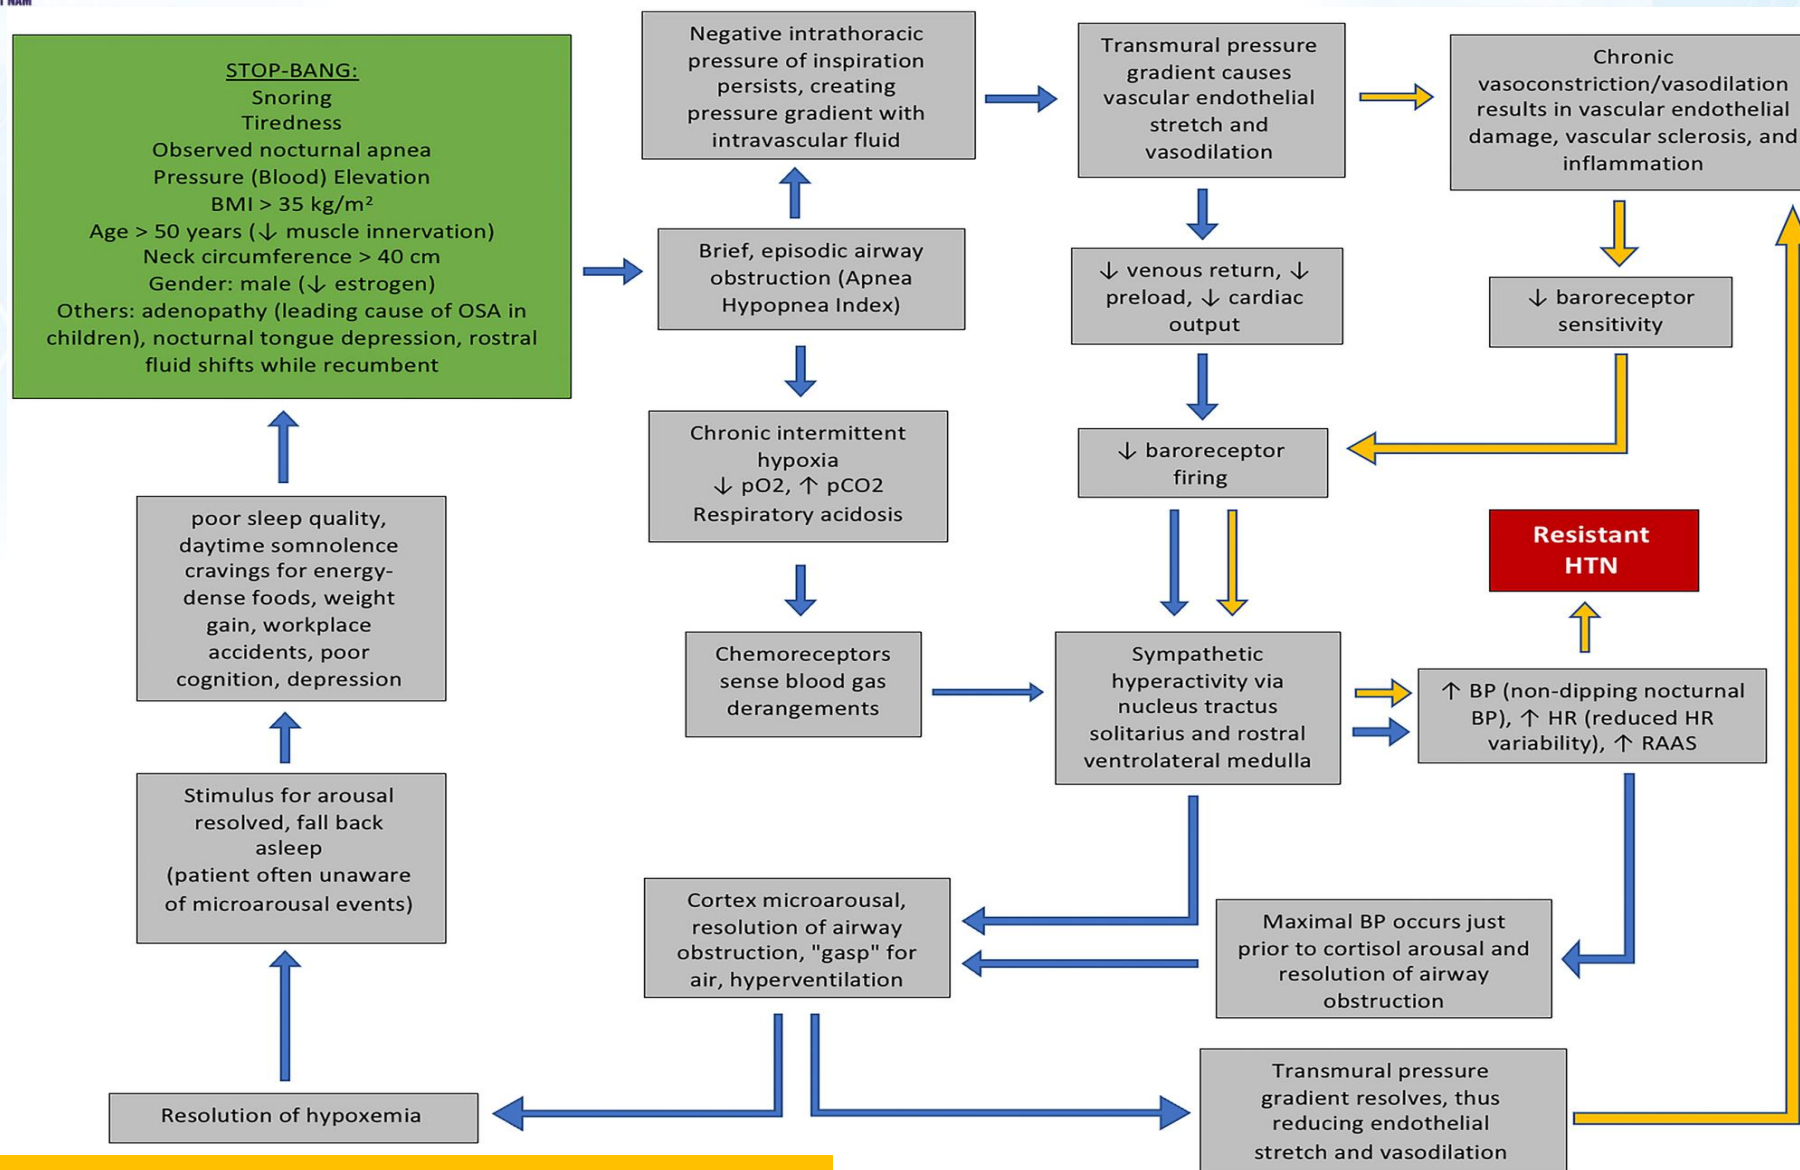 NAM
STOP-BANG:
Snoring
Tiredness
Observed nocturnal apnea
Pressure (Blood) Elevation
BMI > 35 kg/m²
Age > 50 years (↓ muscle innervation)
Neck circumference > 40 cm
Gender: male (↓ estrogen)
Others: adenopathy (leading cause of OSA in
children), nocturnal tongue depression, rostral
fluid shifts while recumbent
Negative intrathoracic
pressure of inspiration
persists, creating
pressure gradient with
intravascular fluid
Transmural pressure
gradient causes
vascular endothelial
stretch and
vasodilation
Chronic
vasoconstriction/vasodilation
results in vascular endothelial
damage, vascular sclerosis, and
inflammation
Brief, episodic airway
obstruction (Apnea
Hypopnea Index)
↓ venous return, ↓
preload, ↓ cardiac
output
↓ baroreceptor
sensitivity
Chronic intermittent
hypoxia
↓ pO2, ↑ pCO2
Respiratory acidosis
↓ baroreceptor
firing
poor sleep quality,
daytime somnolence
cravings for energy-
dense foods, weight
gain, workplace
accidents, poor
cognition, depression
Resistant
HTN
Chemoreceptors
sense blood gas
derangements
Sympathetic
hyperactivity via
nucleus tractus
solitarius and rostral
ventrolateral medulla
↑ BP (non-dipping nocturnal
BP), ↑ HR (reduced HR
variability), ↑ RAAS
Stimulus for arousal
resolved, fall back
asleep
(patient often unaware
of microarousal events)
Cortex microarousal,
resolution of airway
obstruction, "gasp" for
air, hyperventilation
Maximal BP occurs just
prior to cortisol arousal and
resolution of airway
obstruction
Resolution of hypoxemia
Transmural pressure
gradient resolves, thus
reducing endothelial
stretch and vasodilation